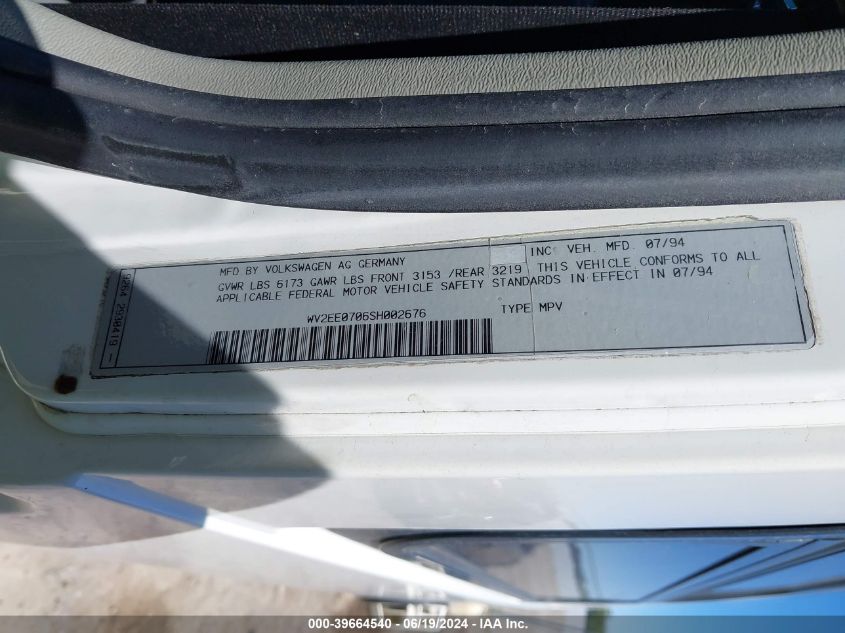 MFD BY VOLKSWAGEN AG GERMANY INC VEH. MFD. 07/94
GVWR LBS 6173 GAWR LBS FRONT 3153 /REAR 3219 THIS VEHICLE CONFORMS TO ALL
APPLICABLE FEDERAL MOTOR VEHICLE SAFETY STANDARDS IN EFFECT IN 07/94
WV2EE0706SH002676 TYPE MPV
000-39664540 - 06/19/2024 - IAA Inc.